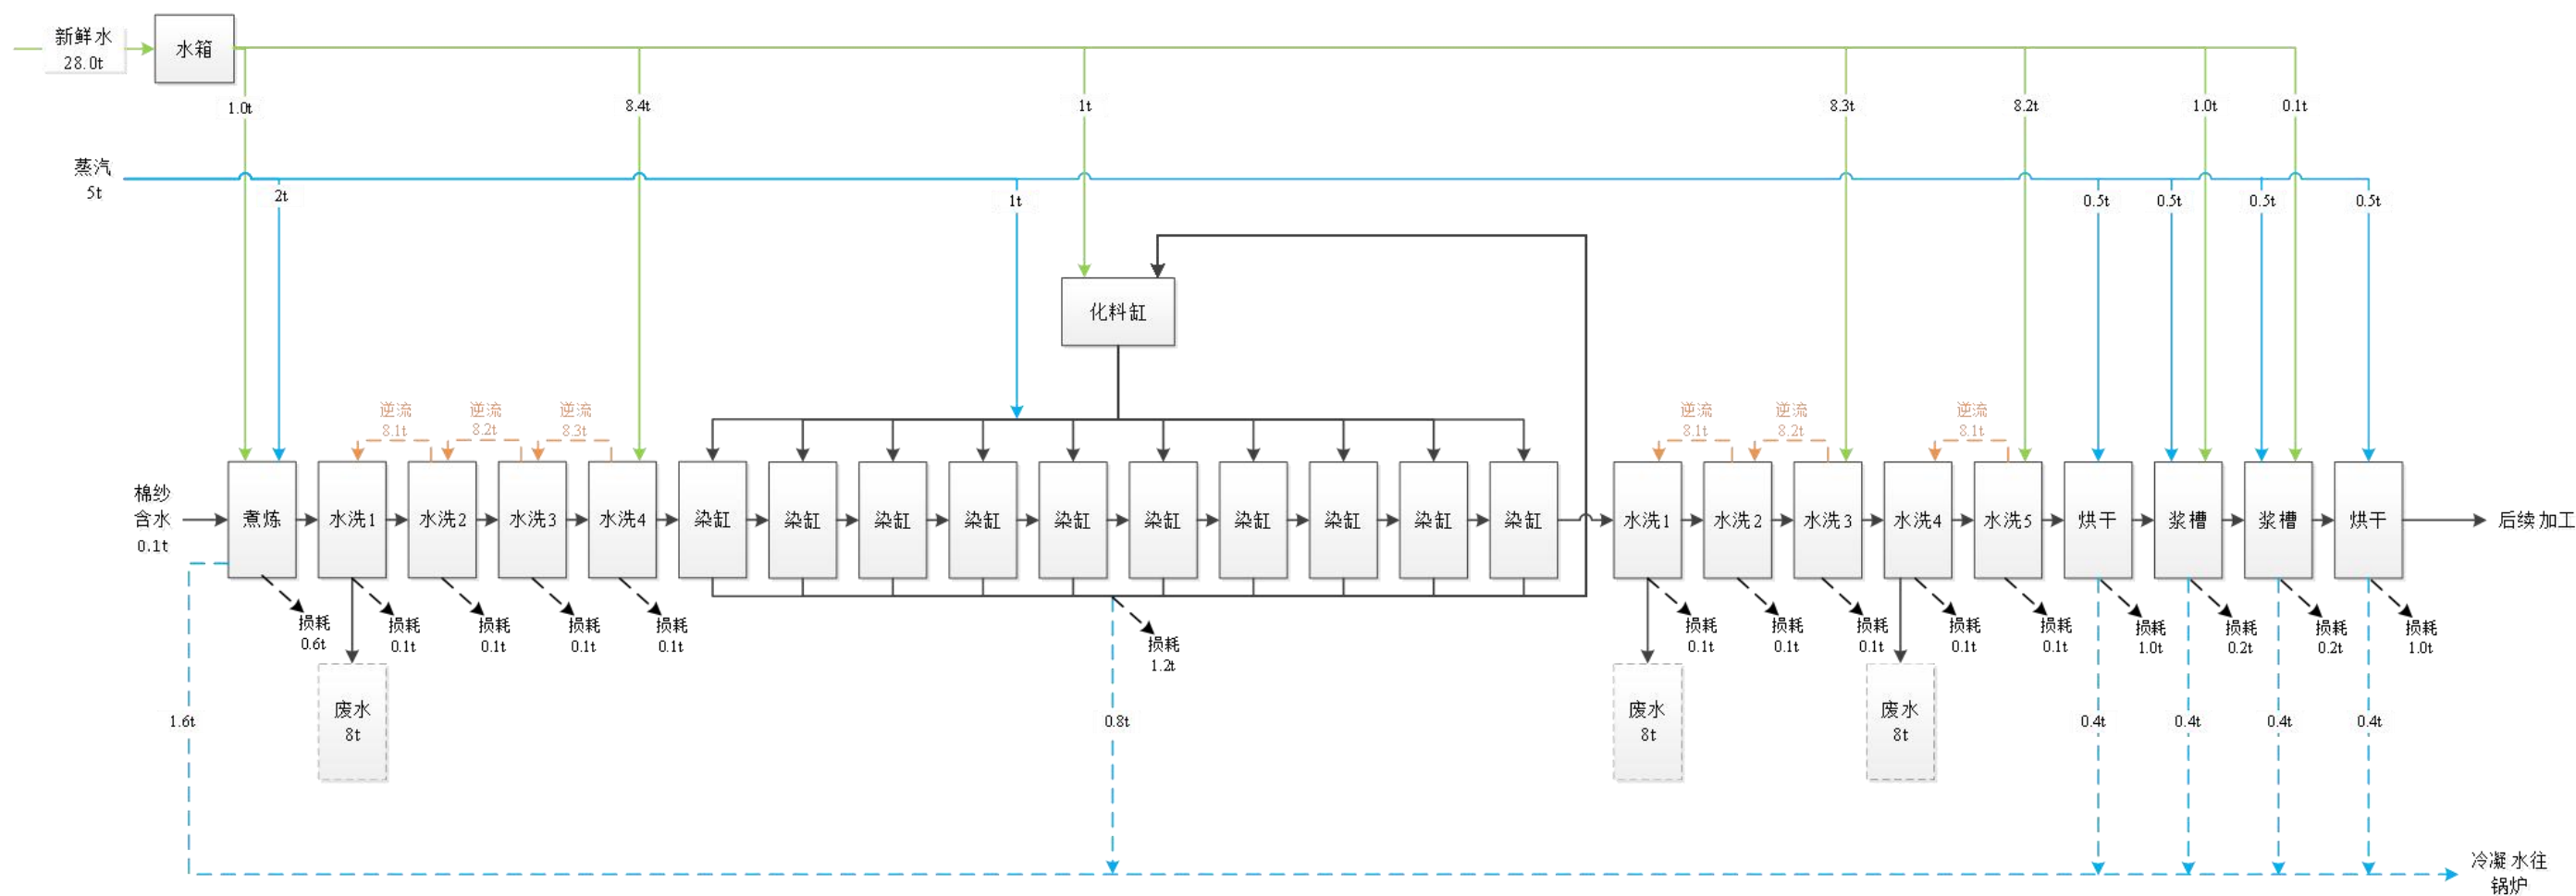 新鲜水
28.0t
水箱
1.0t
8.4t
1t
8.3t
8.2t
1.0t
0.1t
蒸汽
5t
2t
1t
0.5t
0.5t
0.5t
0.5t
化料缸
逆流
8.1t
逆流
8.2t
逆流
8.3t
逆流
8.1t
逆流
8.2t
逆流
8.1t
棉纱
含水
0.1t
煮炼
水洗1
水洗2
水洗3
水洗4
染缸
染缸
染缸
染缸
染缸
染缸
染缸
染缸
染缸
染缸
水洗1
水洗2
水洗3
水洗4
水洗5
烘干
浆槽
浆槽
烘干
后续加工
损耗
0.6t
损耗
0.1t
损耗
0.1t
损耗
0.1t
损耗
0.1t
损耗
1.2t
损耗
0.1t
损耗
0.1t
损耗
0.1t
损耗
0.1t
损耗
0.1t
损耗
1.0t
损耗
0.2t
损耗
0.2t
损耗
1.0t
废水
8t
废水
8t
废水
8t
1.6t
0.8t
0.4t
0.4t
0.4t
0.4t
冷凝水往
锅炉